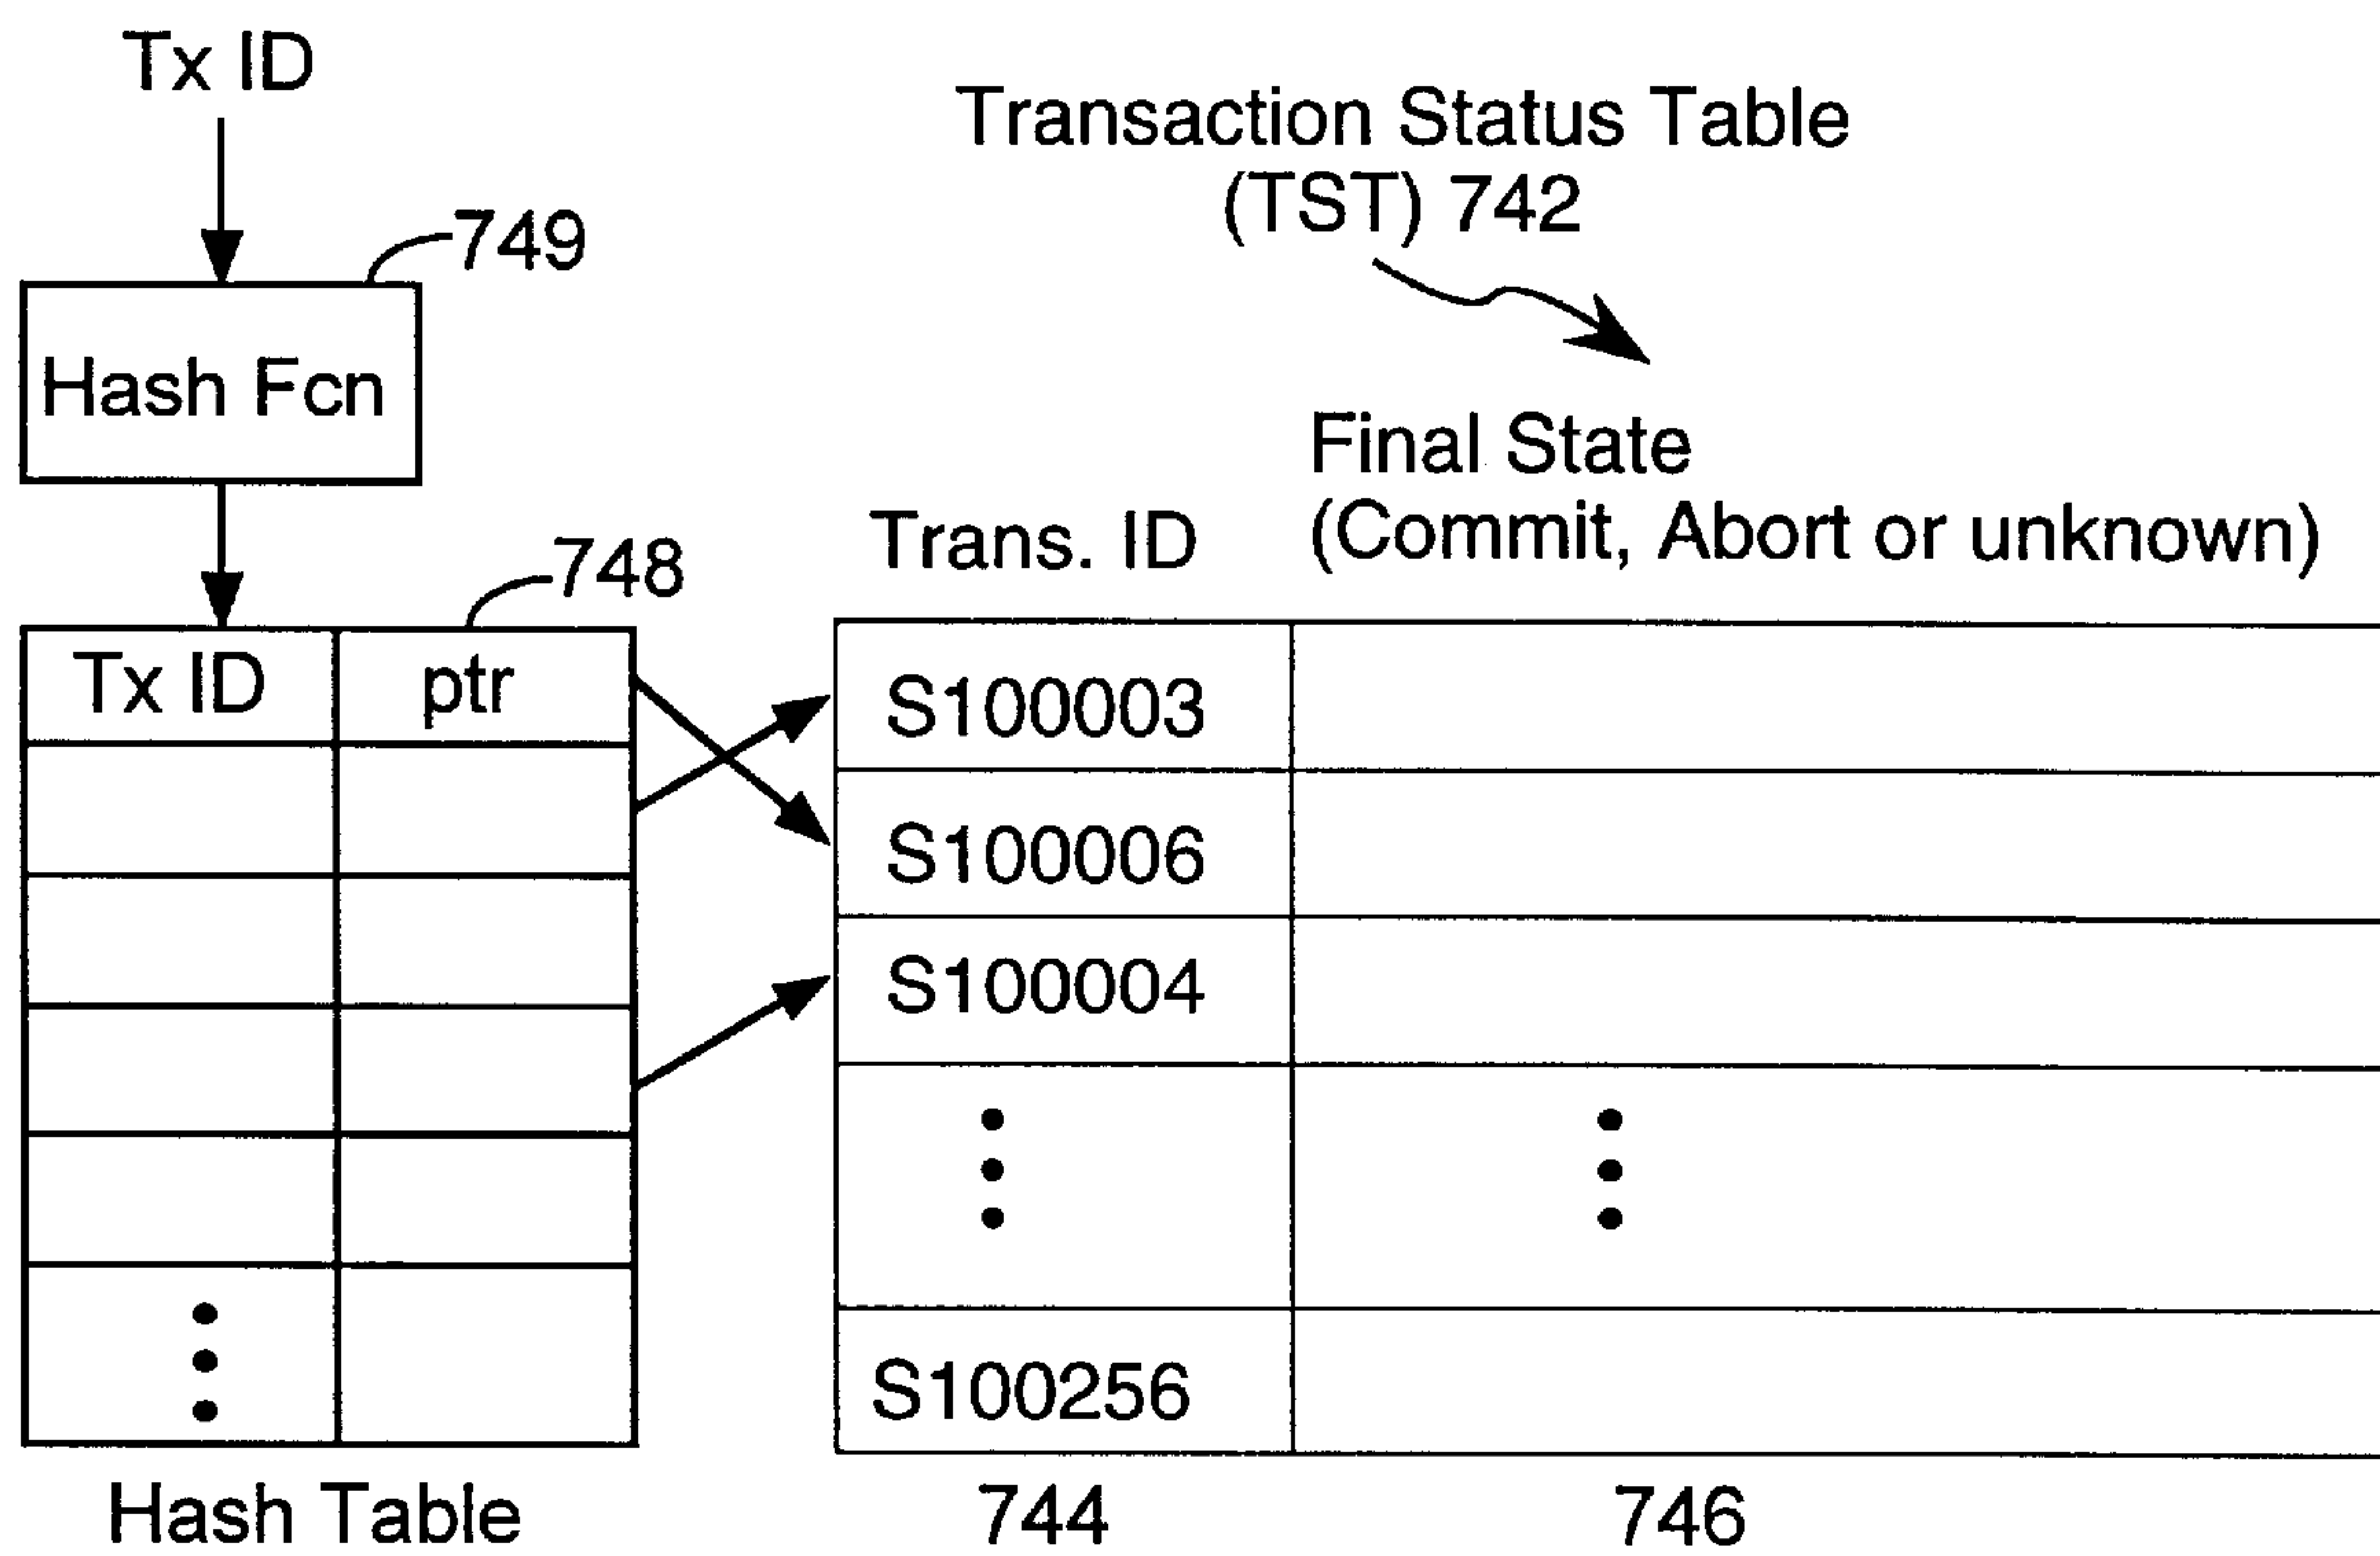 Tx ID
749
Hash Fcn
748
Tx ID ptr
Hash Table
Transaction Status Table
(TST) 742
Trans. ID
Final State
(Commit, Abort or unknown)
S100003
S100006
S100004
S100256
744
746